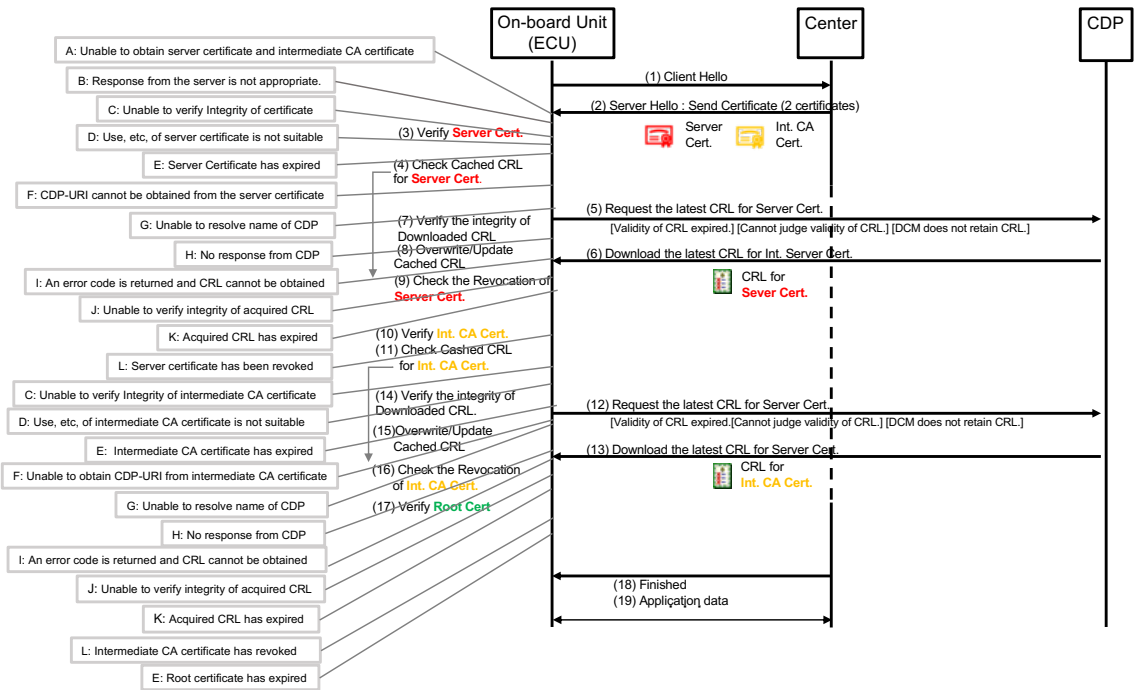 On-board Unit
(ECU)
Center
CDP
A: Unable to obtain server certificate and intermediate CA certificate
B: Response from the server is not appropriate.
C: Unable to verify Integrity of certificate
D: Use, etc, of server certificate is not suitable
E: Server Certificate has expired
F: CDP-URI cannot be obtained from the server certificate
G: Unable to resolve name of CDP
H: No response from CDP
I: An error code is returned and CRL cannot be obtained
J: Unable to verify integrity of acquired CRL
K: Acquired CRL has expired
L: Server certificate has been revoked
C: Unable to verify Integrity of intermediate CA certificate
D: Use, etc, of intermediate CA certificate is not suitable
E: Intermediate CA certificate has expired
F: Unable to obtain CDP-URI from intermediate CA certificate
G: Unable to resolve name of CDP
H: No response from CDP
I: An error code is returned and CRL cannot be obtained
J: Unable to verify integrity of acquired CRL
K: Acquired CRL has expired
L: Intermediate CA certificate has revoked
E: Root certificate has expired
(1) Client Hello
(2) Server Hello : Send Certificate (2 certificates)
Server
Cert.
Int. CA
Cert.
(3) Verify Server Cert.
(4) Check Cached CRL
for Server Cert.
(5) Request the latest CRL for Server Cert.
[Validity of CRL expired.] [Cannot judge validity of CRL.] [DCM does not retain CRL.]
(6) Download the latest CRL for Int. Server Cert.
CRL for
Sever Cert.
(7) Verify the integrity of
Downloaded CRL
(8) Overwrite/Update
Cached CRL
(9) Check the Revocation of
Server Cert.
(10) Verify Int. CA Cert.
(11) Check Cashed CRL
for Int. CA Cert.
(12) Request the latest CRL for Server Cert.
[Validity of CRL expired.[Cannot judge validity of CRL.] [DCM does not retain CRL.]
(13) Download the latest CRL for Server Cert.
CRL for
Int. CA Cert.
(14) Verify the integrity of
Downloaded CRL.
(15)Overwrite/Update
Cached CRL
(16) Check the Revocation
of Int. CA Cert.
(17) Verify Root Cert
(18) Finished
(19) Application data